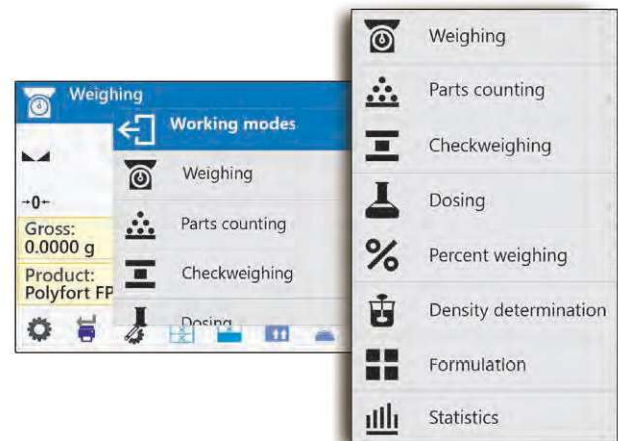 Weighing
Working modes
-0-
Gross:
0.0000 g
Product:
Polyfort FP
Weighing
Parts counting
Checkweighing
Dosing
Weighing
Parts counting
Checkweighing
Dosing
Percent weighing
Density determination
Formulation
Statistics